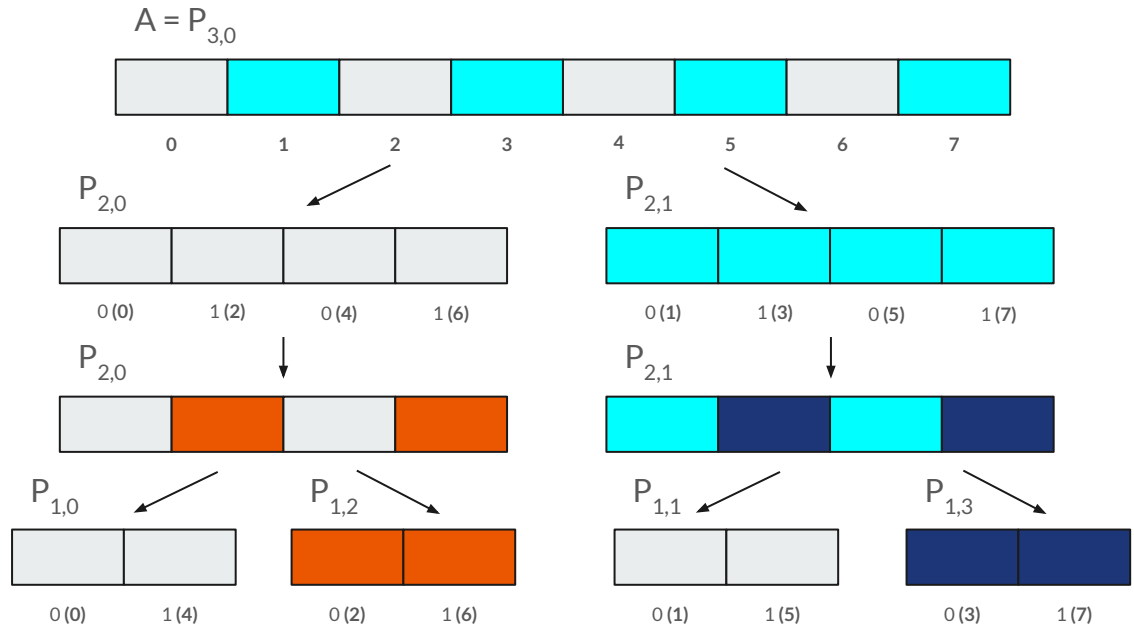 A = P3,0
0 1 2 3 4 5 6 7
P2,0 P2,1
0 (0) 1 (2) 0 (4) 1 (6) 0 (1) 1 (3) 0 (5) 1 (7)
P2,0 P2,1
P1,0 P1,2 P1,1 P1,3
0 (0) 1 (4) 0 (2) 1 (6) 0 (1) 1 (5) 0 (3) 1 (7)